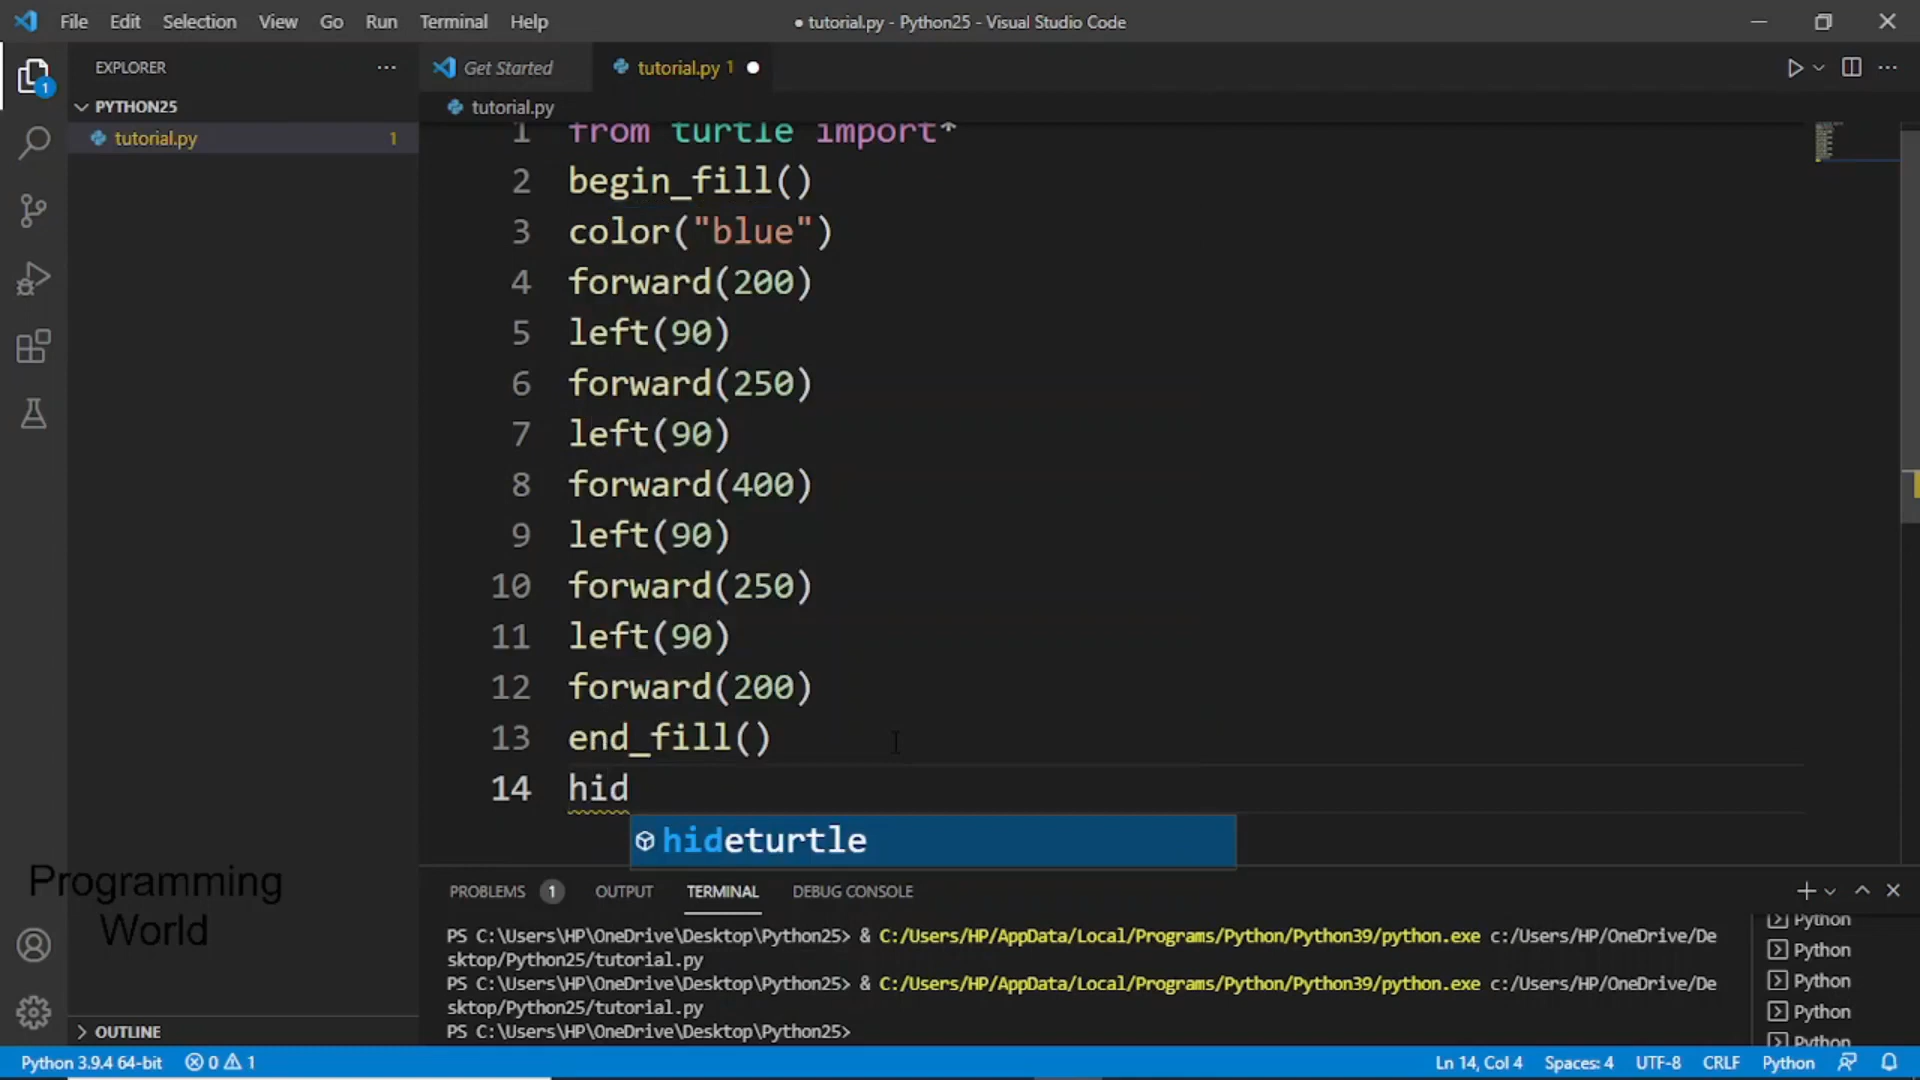 File Edit Selection View Go Run Terminal Help
● tutorial.py - Python25 - Visual Studio Code
EXPLORER
Get Started
tutorial.py 1
PYTHON25
tutorial.py
tutorial.py 1
1
1 from turtle import*
2 begin_fill()
3 color("blue")
4 forward(200)
5 left(90)
6 forward(250)
7 left(90)
8 forward(400)
9 left(90)
10 forward(250)
11 left(90)
12 forward(200)
13 end_fill()
14 hid
hideturtle
Programming
World
PROBLEMS 1 OUTPUT TERMINAL DEBUG CONSOLE
PS C:\Users\HP\OneDrive\Desktop\Python25> & C:/Users/HP/AppData/Local/Programs/Python/Python39/python.exe c:/Users/HP/OneDrive/De
sktop/Python25/tutorial.py
PS C:\Users\HP\OneDrive\Desktop\Python25> & C:/Users/HP/AppData/Local/Programs/Python/Python39/python.exe c:/Users/HP/OneDrive/De
sktop/Python25/tutorial.py
PS C:\Users\HP\OneDrive\Desktop\Python25>
Python
Python
Python
Python
Python
OUTLINE
Python 3.9.4 64-bit 0 1
Ln 14, Col 4 Spaces: 4 UTF-8 CRLF Python